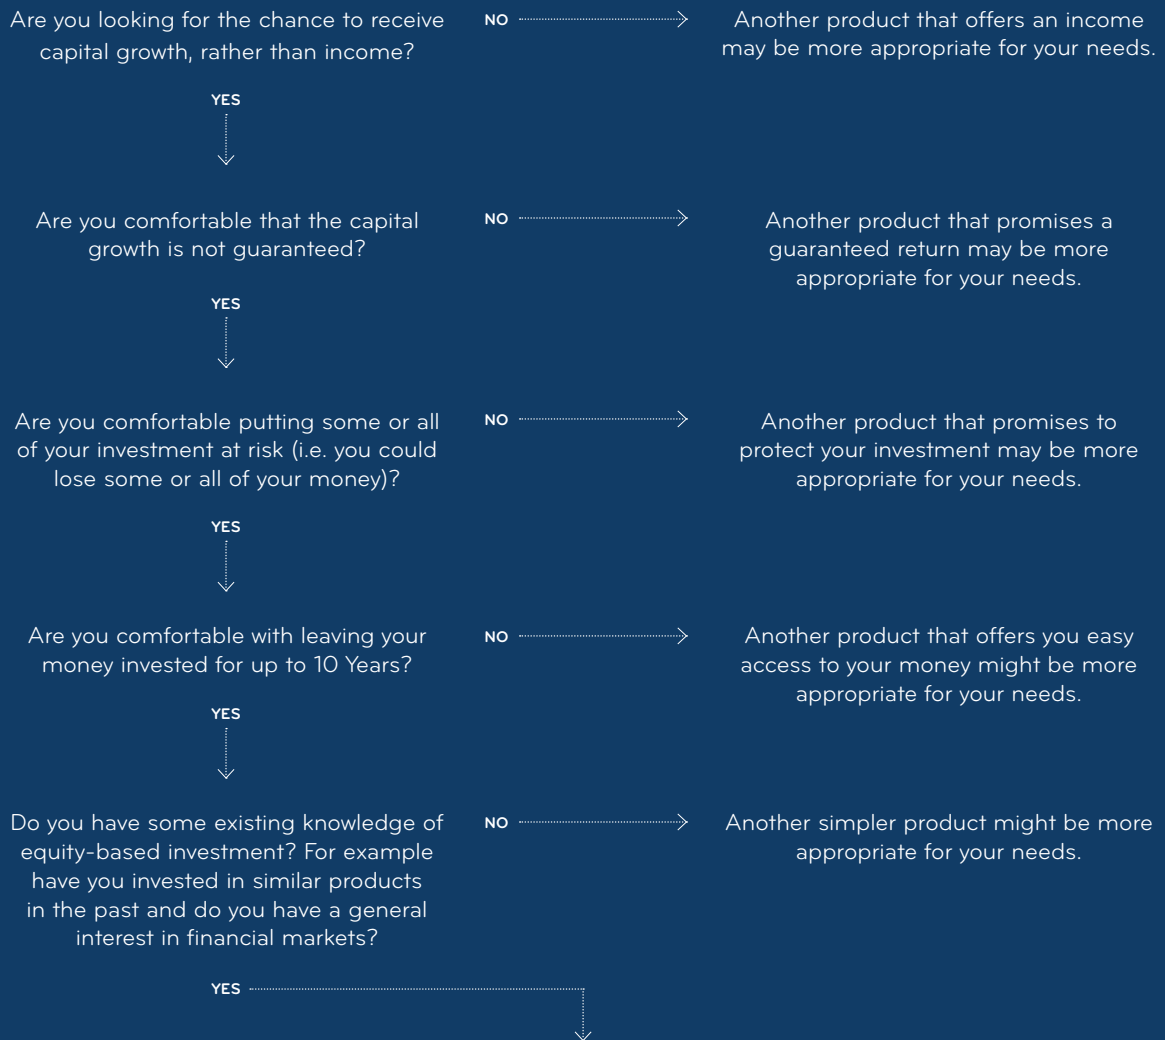 Are you looking for the chance to receive
capital growth, rather than income?
NO
Another product that offers an income
may be more appropriate for your needs.
YES
Are you comfortable that the capital
growth is not guaranteed?
NO
Another product that promises a
guaranteed return may be more
appropriate for your needs.
YES
Are you comfortable putting some or all
of your investment at risk (i.e. you could
lose some or all of your money)?
NO
Another product that promises to
protect your investment may be more
appropriate for your needs.
YES
Are you comfortable with leaving your
money invested for up to 10 Years?
NO
Another product that offers you easy
access to your money might be more
appropriate for your needs.
YES
Do you have some existing knowledge of
equity-based investment? For example
have you invested in similar products
in the past and do you have a general
interest in financial markets?
NO
Another simpler product might be more
appropriate for your needs.
YES